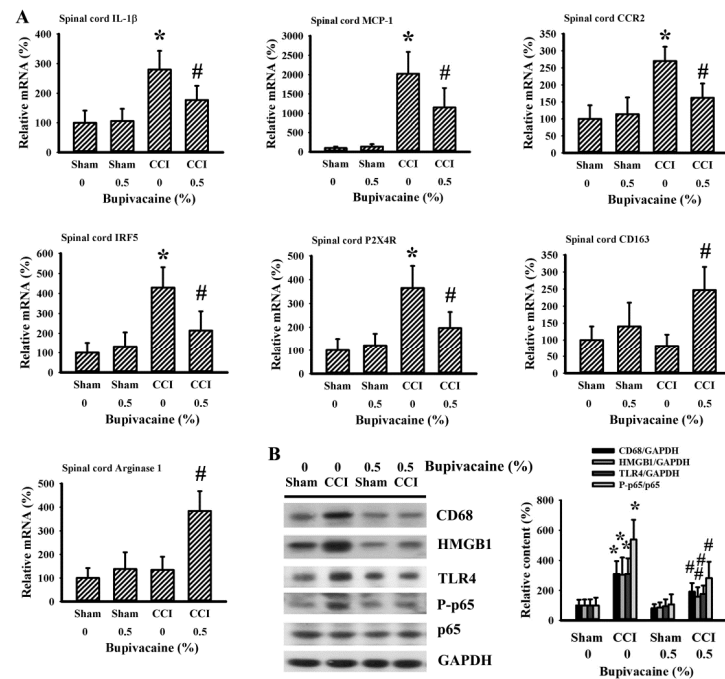 A
Spinal cord IL-1β
Relative mRNA (%)
400
300
200
100
0
*
#
Sham Sham CCI CCI
0 0.5 0 0.5
Bupivacaine (%)
Spinal cord MCP-1
Relative mRNA (%)
3000
2500
2000
1500
1000
500
0
*
#
Sham Sham CCI CCI
0 0.5 0 0.5
Bupivacaine (%)
Spinal cord CCR2
Relative mRNA (%)
350
300
250
200
150
100
50
0
*
#
Sham Sham CCI CCI
0 0.5 0 0.5
Bupivacaine (%)
Spinal cord IRF5
Relative mRNA (%)
600
500
400
300
200
100
0
*
#
Sham Sham CCI CCI
0 0.5 0 0.5
Bupivacaine (%)
Spinal cord P2X4R
Relative mRNA (%)
500
400
300
200
100
0
*
#
Sham Sham CCI CCI
0 0.5 0 0.5
Bupivacaine (%)
Spinal cord CD163
Relative mRNA (%)
350
300
250
200
150
100
50
0
#
Sham Sham CCI CCI
0 0.5 0 0.5
Bupivacaine (%)
Spinal cord Arginase 1
Relative mRNA (%)
500
400
300
200
100
0
#
Sham Sham CCI CCI
0 0.5 0 0.5
Bupivacaine (%)
B
0 0 0.5 0.5 Bupivacaine (%)
Sham CCI Sham CCI
CD68
HMGB1
TLR4
P-p65
p65
GAPDH
CD68/GAPDH
HMGB1/GAPDH
TLR4/GAPDH
P-p65/p65
Relative content (%)
800
600
400
200
0
* * * *
# # # #
Sham CCI Sham CCI
0 0 0.5 0.5
Bupivacaine (%)